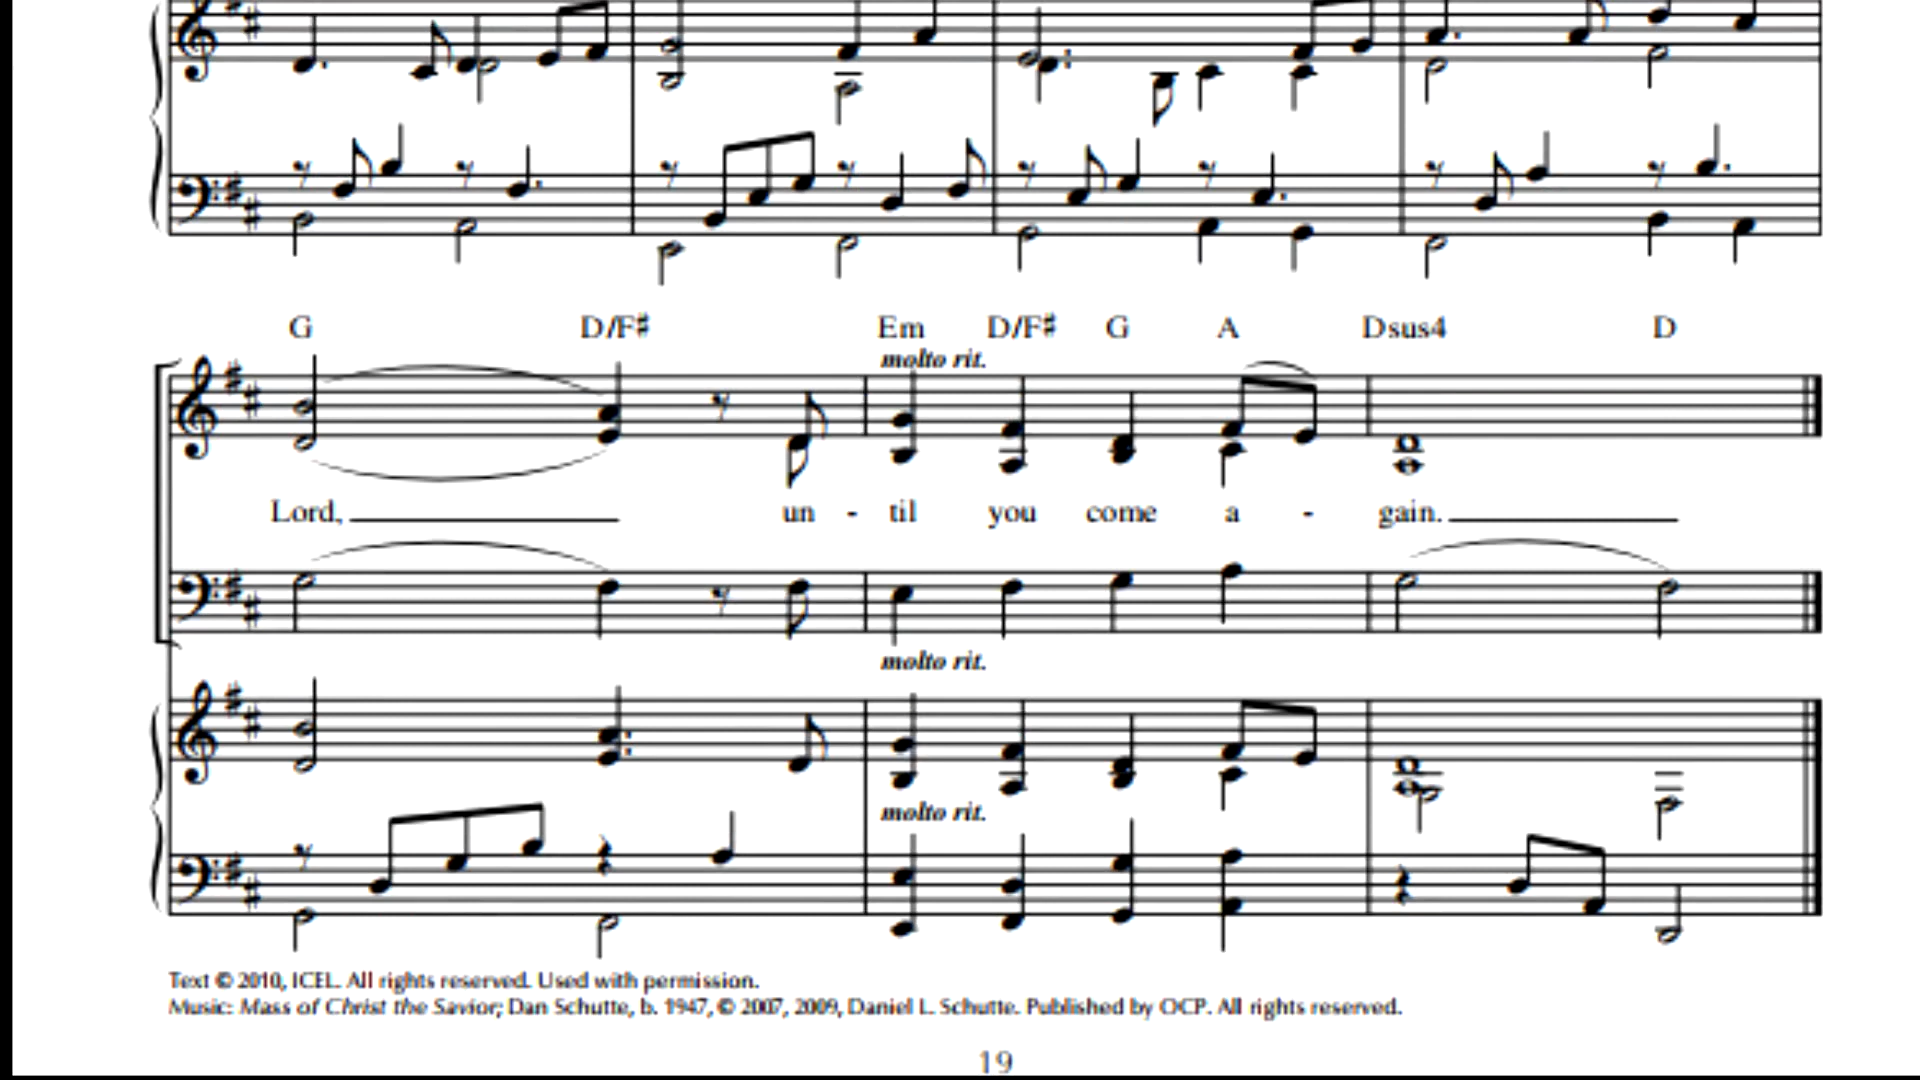 G D/F♯ Em D/F♯ G A Dsus4 D
molto rit.
Lord, un - til you come a - gain.
molto rit.
molto rit.
Text © 2010, ICEL. All rights reserved. Used with permission.
Music: Mass of Christ the Savior; Dan Schutte, b. 1947, © 2007, 2009, Daniel L. Schutte. Published by OCP. All rights reserved.
19